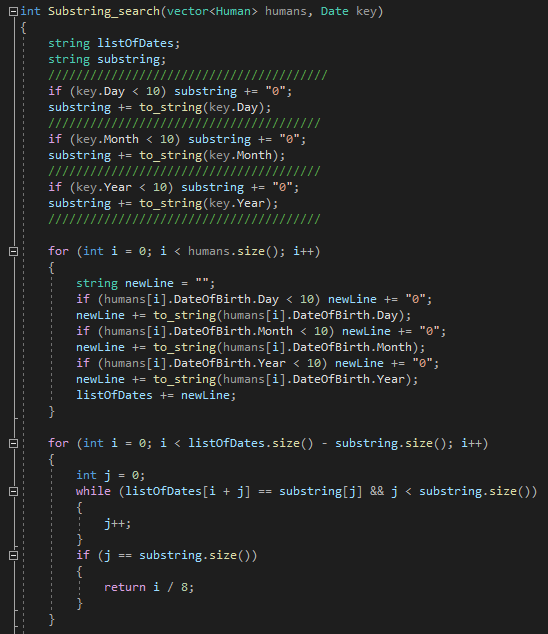 int Substring_search(vector<Human> humans, Date key)
{
string listOfDates;
string substring;
////////////////////////////////////////
if (key.Day < 10) substring += "0";
substring += to_string(key.Day);
///////////////////////////////////////
if (key.Month < 10) substring += "0";
substring += to_string(key.Month);
///////////////////////////////////////
if (key.Year < 10) substring += "0";
substring += to_string(key.Year);
///////////////////////////////////////
for (int i = 0; i < humans.size(); i++)
{
string newLine = "";
if (humans[i].DateOfBirth.Day < 10) newLine += "0";
newLine += to_string(humans[i].DateOfBirth.Day);
if (humans[i].DateOfBirth.Month < 10) newLine += "0";
newLine += to_string(humans[i].DateOfBirth.Month);
if (humans[i].DateOfBirth.Year < 10) newLine += "0";
newLine += to_string(humans[i].DateOfBirth.Year);
listOfDates += newLine;
}
for (int i = 0; i < listOfDates.size() - substring.size(); i++)
{
int j = 0;
while (listOfDates[i + j] == substring[j] && j < substring.size())
{
j++;
}
if (j == substring.size())
{
return i / 8;
}
}